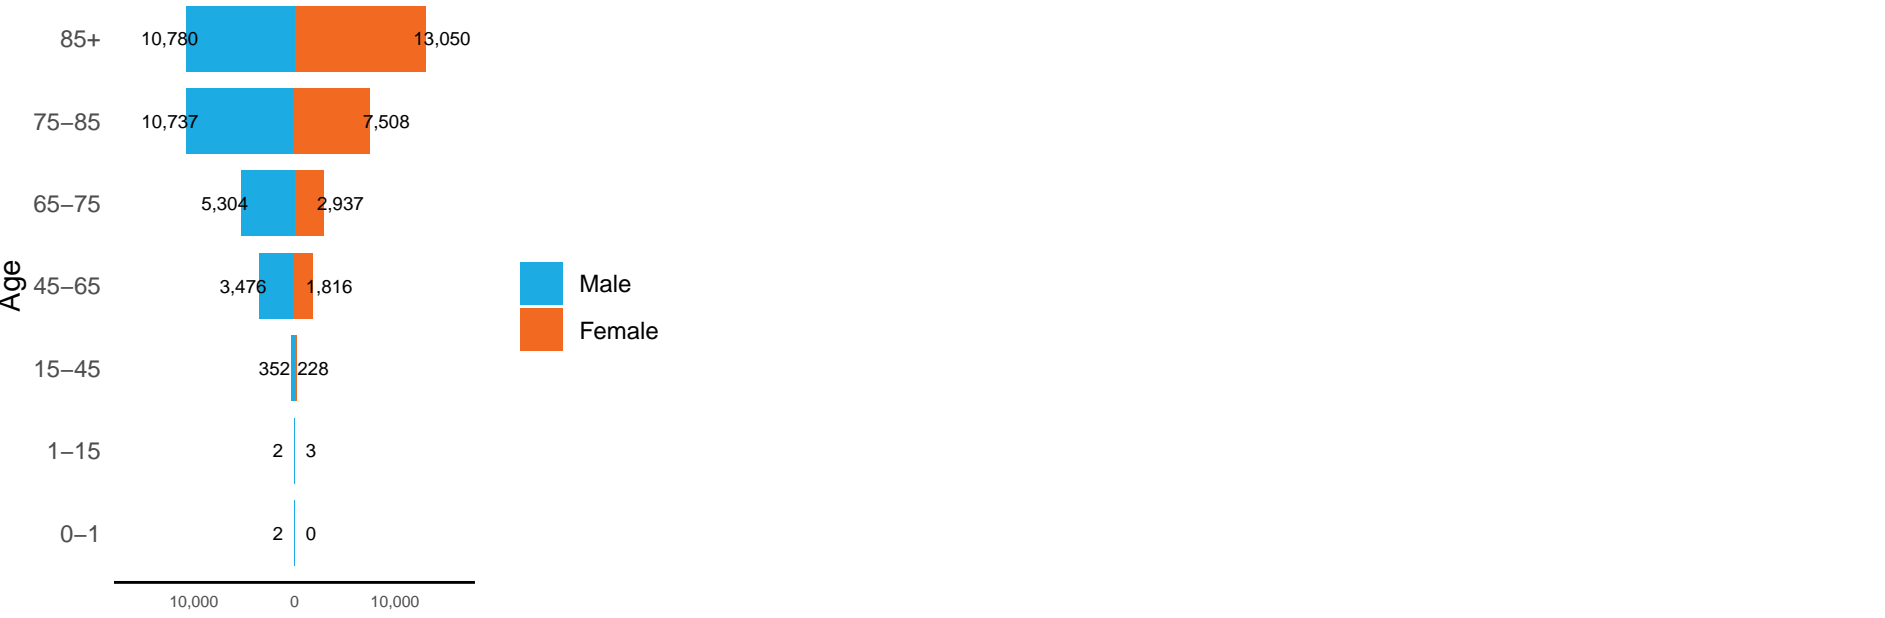 85+ 10,780 13,050
75–85 10,737 7,508
65–75 5,304 2,937
Age
45–65 3,476 1,816
Male
Female
15–45 352 228
1–15 2 3
0–1 2 0
10,000 0 10,000